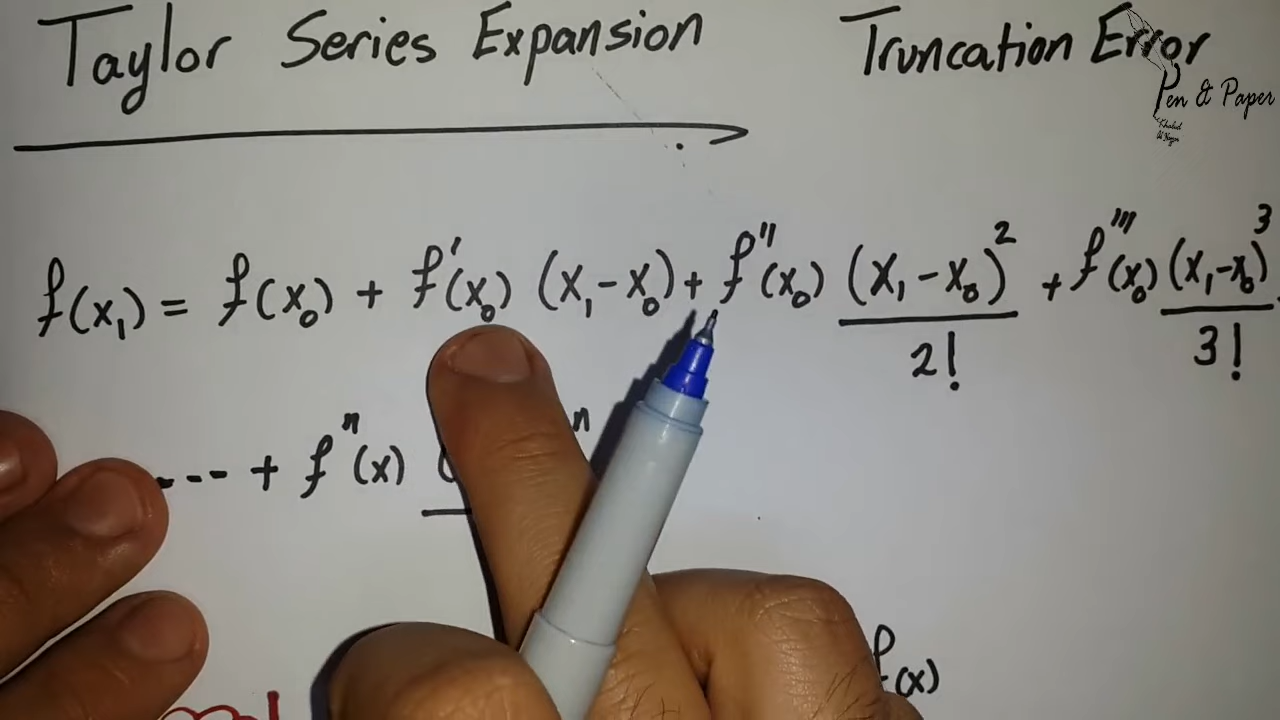 Taylor Series Expansion
Truncation Error
Pen & Paper
f(x₁) = f(x₀) + f'(x₀) (x₁-x₀) + f''(x₀) (x₁-x₀)²/2! + f'''(x₀) (x₁-x₀)³/3!
---- + fⁿ(x) ( n
f(x)